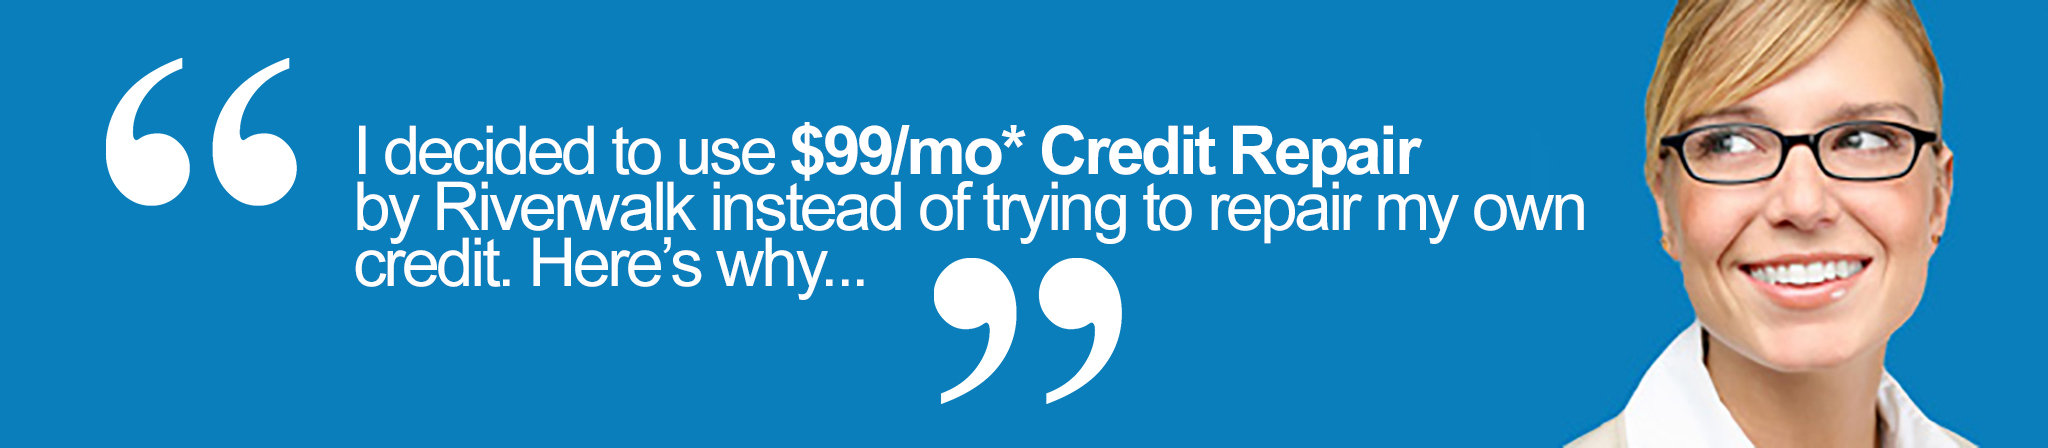 “I decided to use $99/mo* Credit Repair
by Riverwalk instead of trying to repair my own
credit. Here’s why...”